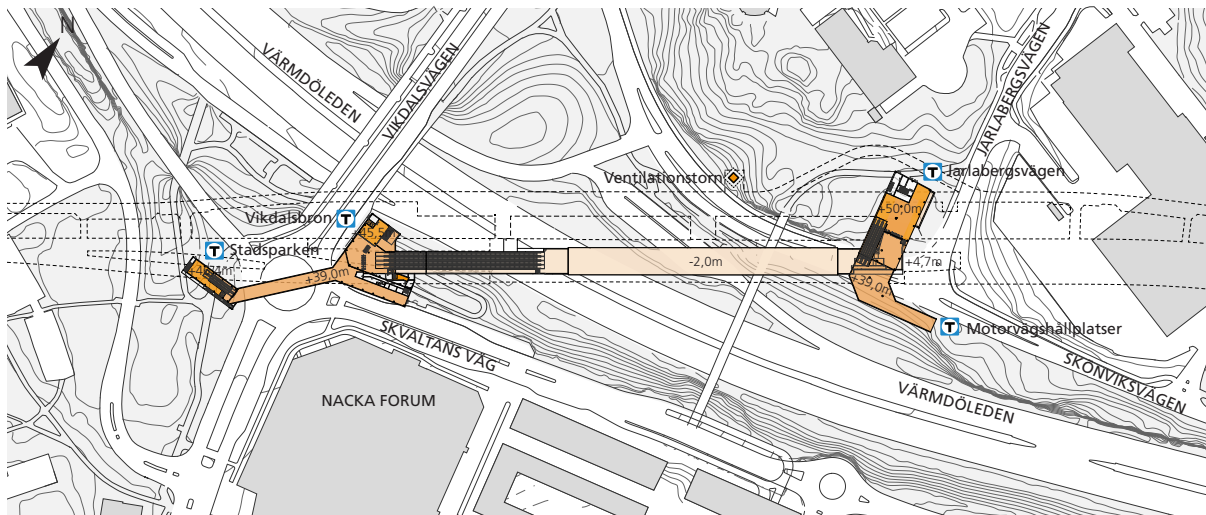 N
VÄRMDÖLEDEN
VIKDALSVÄGEN
JARLABERGSVÄGEN
Ventilationstorn
T Jarlabergsvägen
+50,0m
Vikdalsbron T
T
Stadsparken
+39,0m
-2,0m
+4,7m
+39,0m
T Motorvägshållplatser
SKVALTANS VÄG
SKÖNVIKSVÄGEN
VÄRMDÖLEDEN
NACKA FORUM